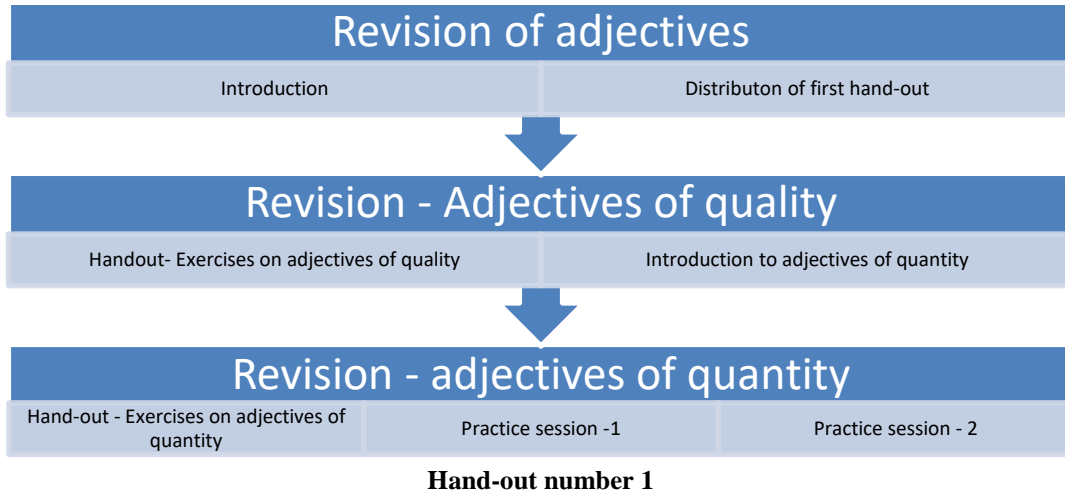 Revision of adjectives
Introduction
Distributon of first hand-out
Revision - Adjectives of quality
Handout- Exercises on adjectives of quality
Introduction to adjectives of quantity
Revision - adjectives of quantity
Hand-out - Exercises on adjectives of
quantity
Practice session -1
Practice session - 2
Hand-out number 1